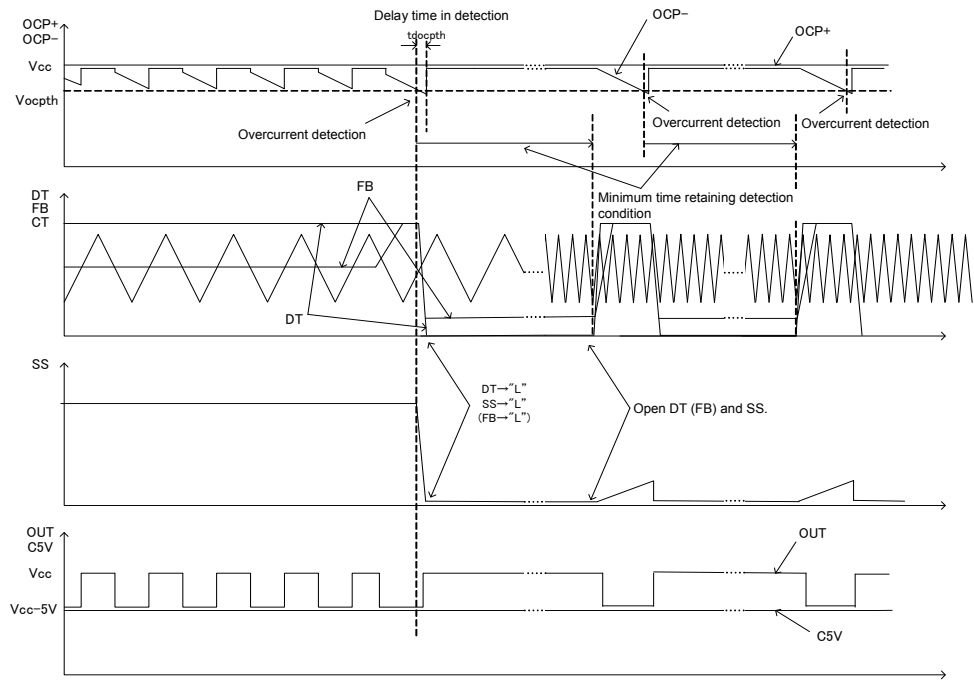 Delay time in detection
tdocpth
OCP+
OCP−
OCP−
OCP+
Vcc
Vocpth
Overcurrent detection
Overcurrent detection
Overcurrent detection
Minimum time retaining detection
condition
DT
FB
CT
FB
DT
SS
DT→"L"
SS→"L"
(FB→"L")
Open DT (FB) and SS.
OUT
C5V
OUT
Vcc
Vcc−5V
C5V